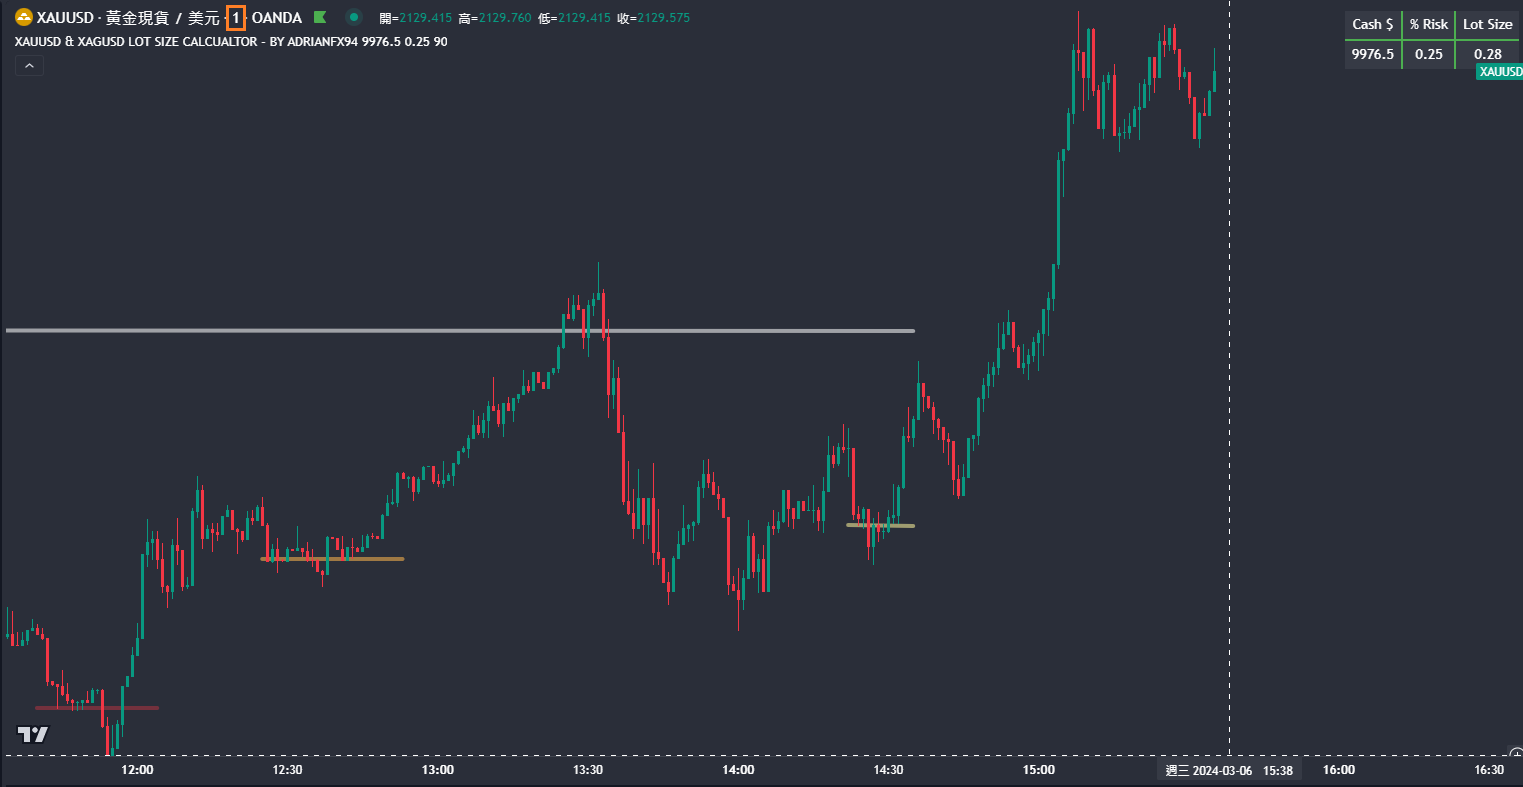 XAUUSD · 黃金現貨 / 美元 · 1 · OANDA 開=2129.415 高=2129.760 低=2129.415 收=2129.575
XAUUSD & XAGUSD LOT SIZE CALCUALTOR - BY ADRIANFX94 9976.5 0.25 90
Cash $ % Risk Lot Size
9976.5 0.25 0.28
XAUUSD
12:00 12:30 13:00 13:30 14:00 14:30 15:00 週三 2024-03-06 15:38 16:00 16:30